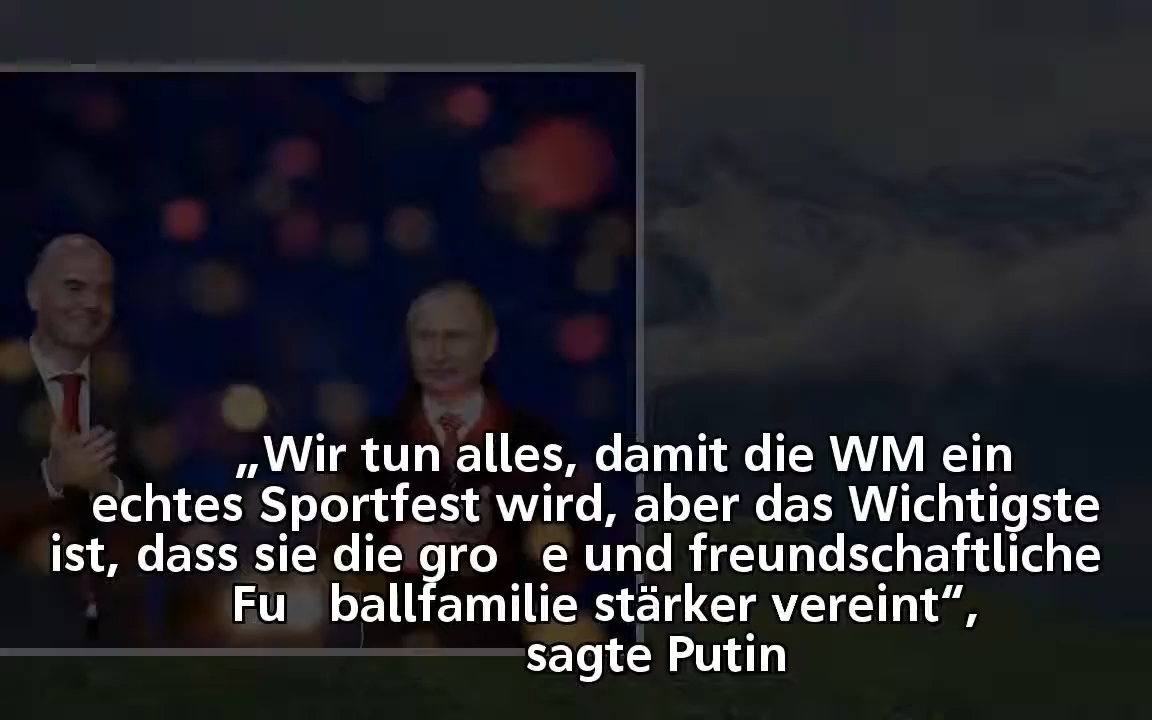 „Wir tun alles, damit die WM ein
echtes Sportfest wird, aber das Wichtigste
ist, dass sie die gro e und freundschaftliche
Fu ballfamilie stärker vereint“,
sagte Putin